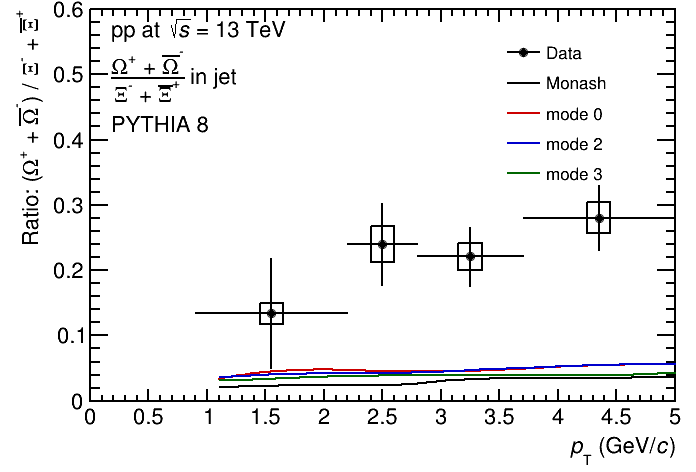 pp at √s = 13 TeV
Ω⁺ + Ω̅⁻
Ξ⁻ + Ξ̅⁺
in jet
PYTHIA 8
Data
Monash
mode 0
mode 2
mode 3
Ratio: (Ω⁺ + Ω̅⁻) / Ξ⁻ + Ξ̅⁺
0.6
0.5
0.4
0.3
0.2
0.1
0
0 0.5 1 1.5 2 2.5 3 3.5 4 4.5 5
p_T (GeV/c)